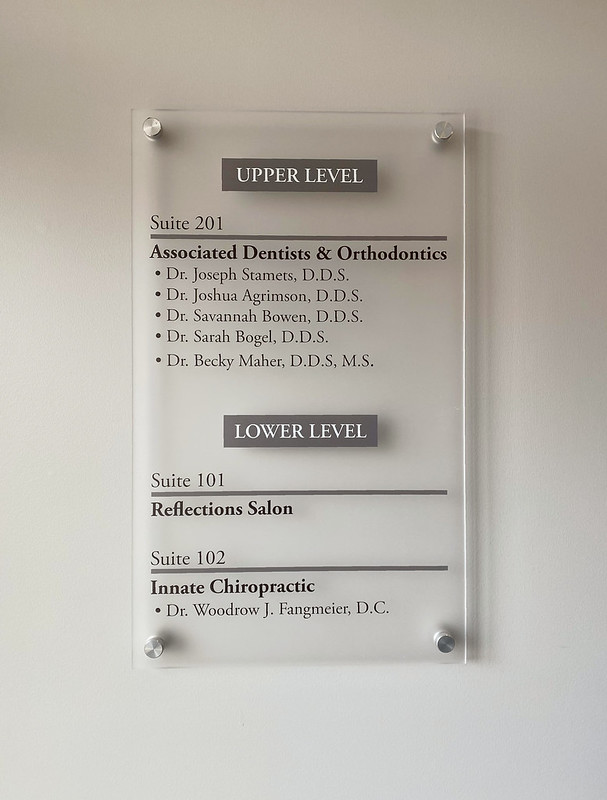 UPPER LEVEL
Suite 201
Associated Dentists & Orthodontics
• Dr. Joseph Stamets, D.D.S.
• Dr. Joshua Agrimson, D.D.S.
• Dr. Savannah Bowen, D.D.S.
• Dr. Sarah Bogel, D.D.S.
• Dr. Becky Maher, D.D.S, M.S.
LOWER LEVEL
Suite 101
Reflections Salon
Suite 102
Innate Chiropractic
• Dr. Woodrow J. Fangmeier, D.C.